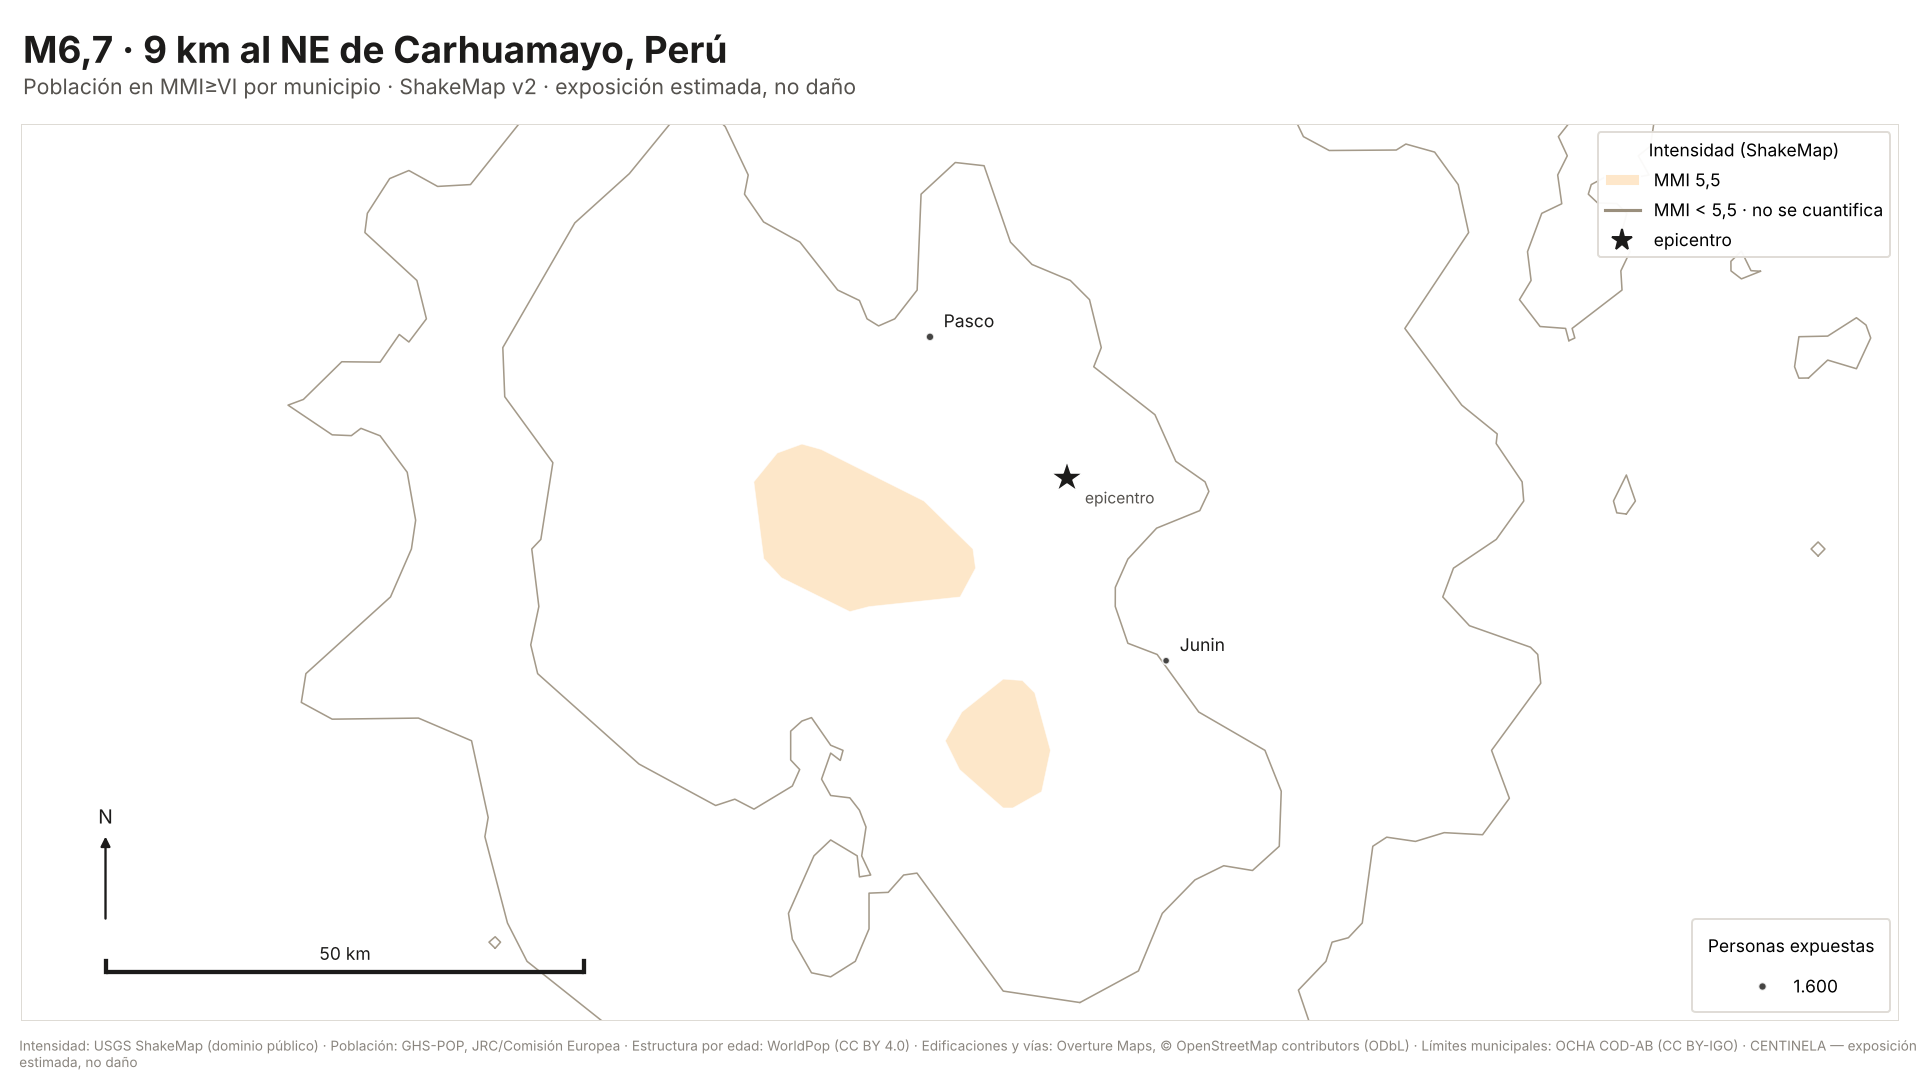 M6,7 · 9 km al NE de Carhuamayo, Perú
Población en MMI≥VI por municipio · ShakeMap v2 · exposición estimada, no daño
Intensidad (ShakeMap)
MMI 5,5
MMI < 5,5 · no se cuantifica
epicentro
Pasco
epicentro
Junin
N
50 km
Personas expuestas
1.600
Intensidad: USGS ShakeMap (dominio público) · Población: GHS-POP, JRC/Comisión Europea · Estructura por edad: WorldPop (CC BY 4.0) · Edificaciones y vías: Overture Maps, © OpenStreetMap contributors (ODbL) · Límites municipales: OCHA COD-AB (CC BY-IGO) · CENTINELA — exposición
estimada, no daño